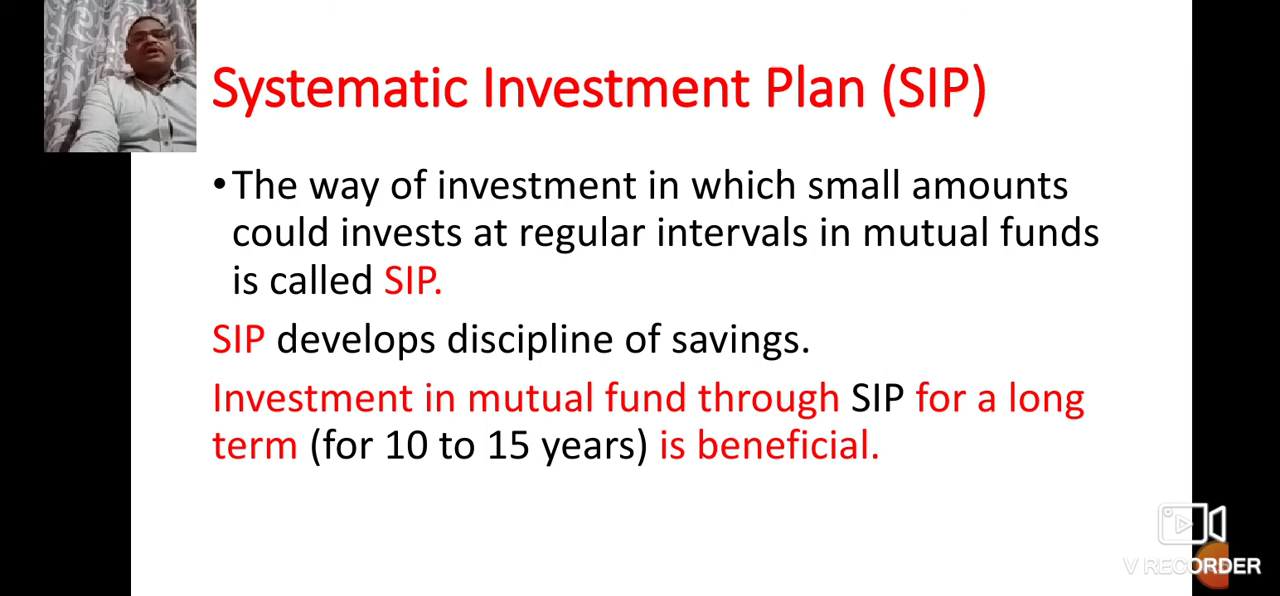 Systematic Investment Plan (SIP)
•The way of investment in which small amounts
could invests at regular intervals in mutual funds
is called SIP.
SIP develops discipline of savings.
Investment in mutual fund through SIP for a long
term (for 10 to 15 years) is beneficial.
V RECORDER